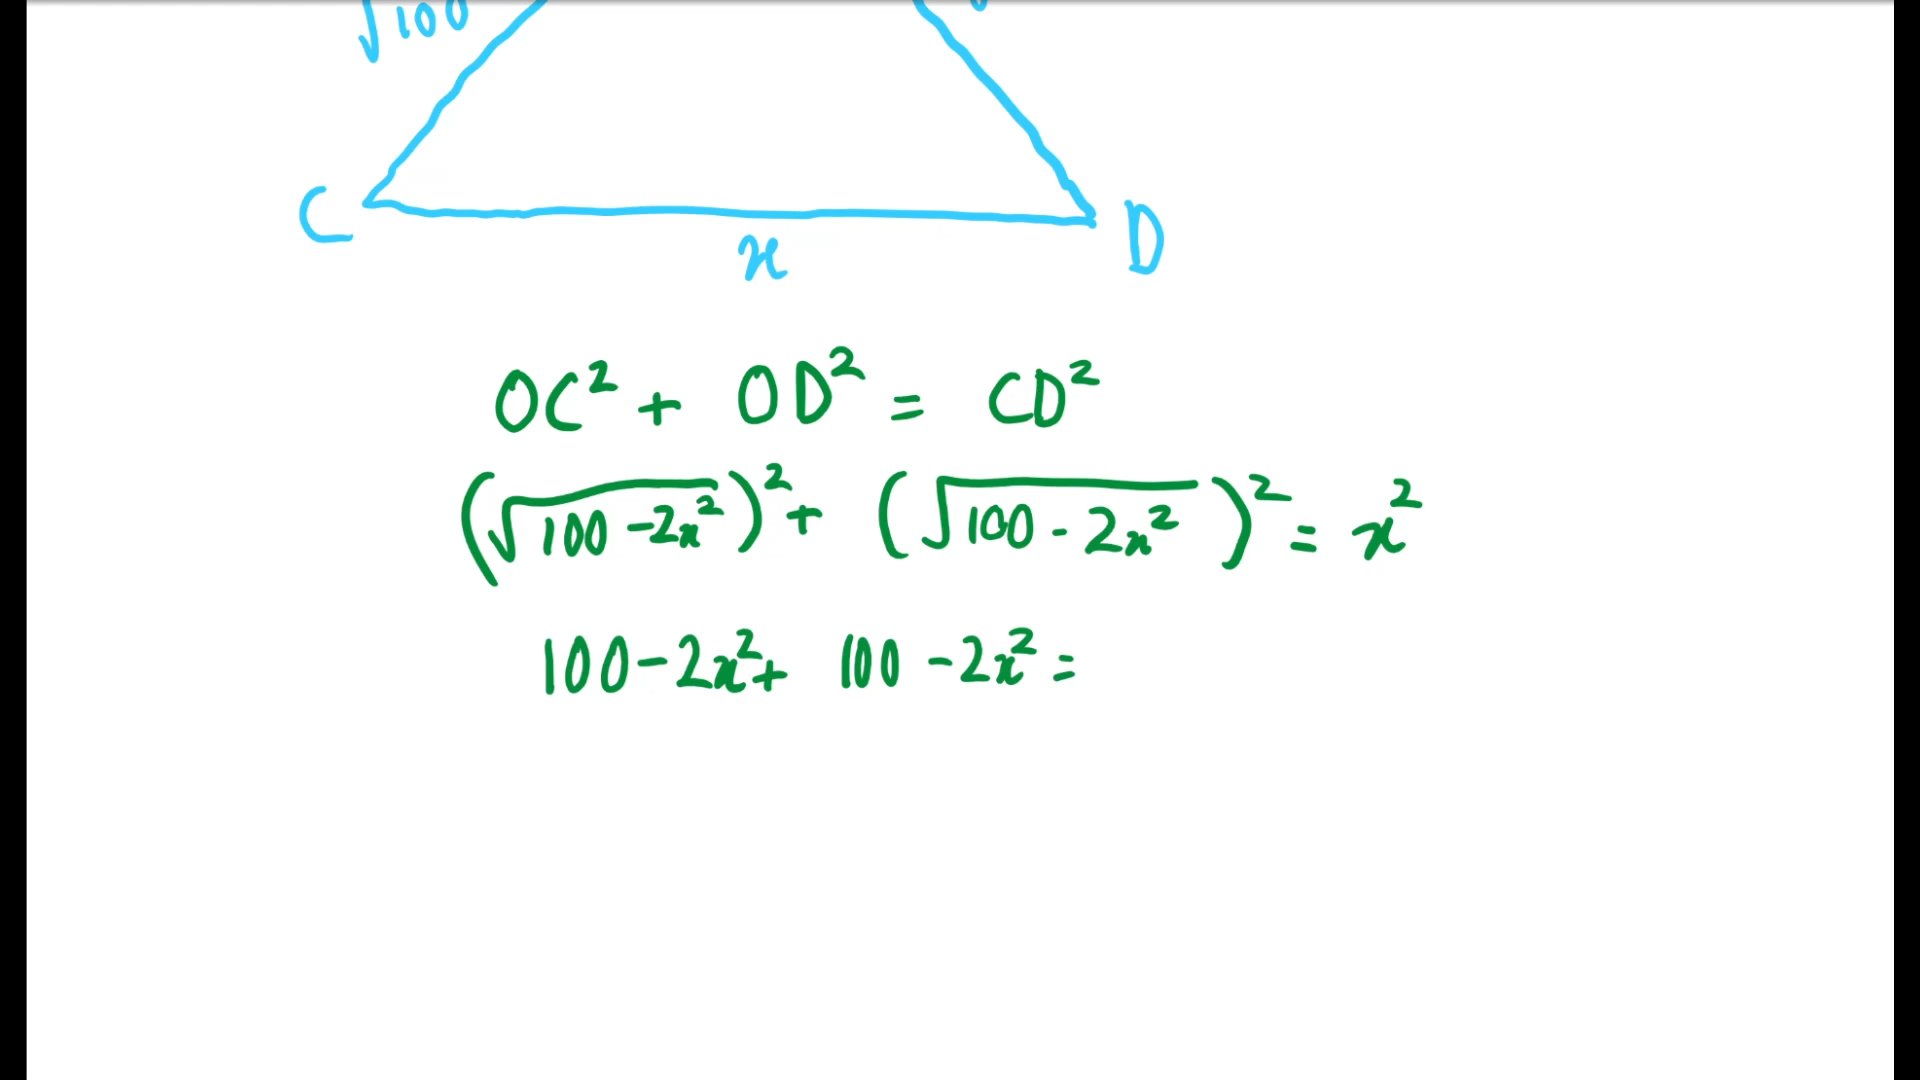 √100
C
D
x
OC² + OD² = CD²
(√100 - 2x²)² + (√100 - 2x²)² = x²
100 - 2x² + 100 - 2x² =